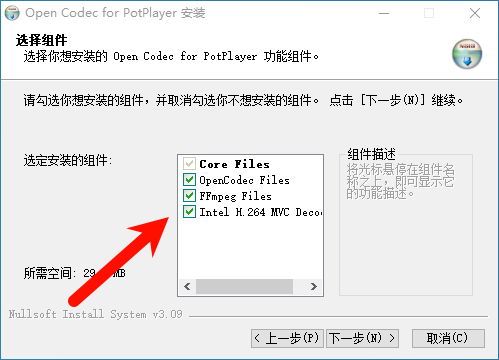 Open Codec for PotPlayer 安装
选择组件
选择你想安装的 Open Codec for PotPlayer 功能组件。
请勾选你想安装的组件，并取消勾选你不想安装的组件。 点击 [下一步(N)] 继续。
选定安装的组件:
Core Files
OpenCodec Files
FFmpeg Files
Intel H.264 MVC Deco
组件描述
将光标悬停在组件名
称之上，即可显示它
的功能描述。
所需空间: 29.
MB
Nullsoft Install System v3.09
< 上一步(P)
下一步(N) >
取消(C)